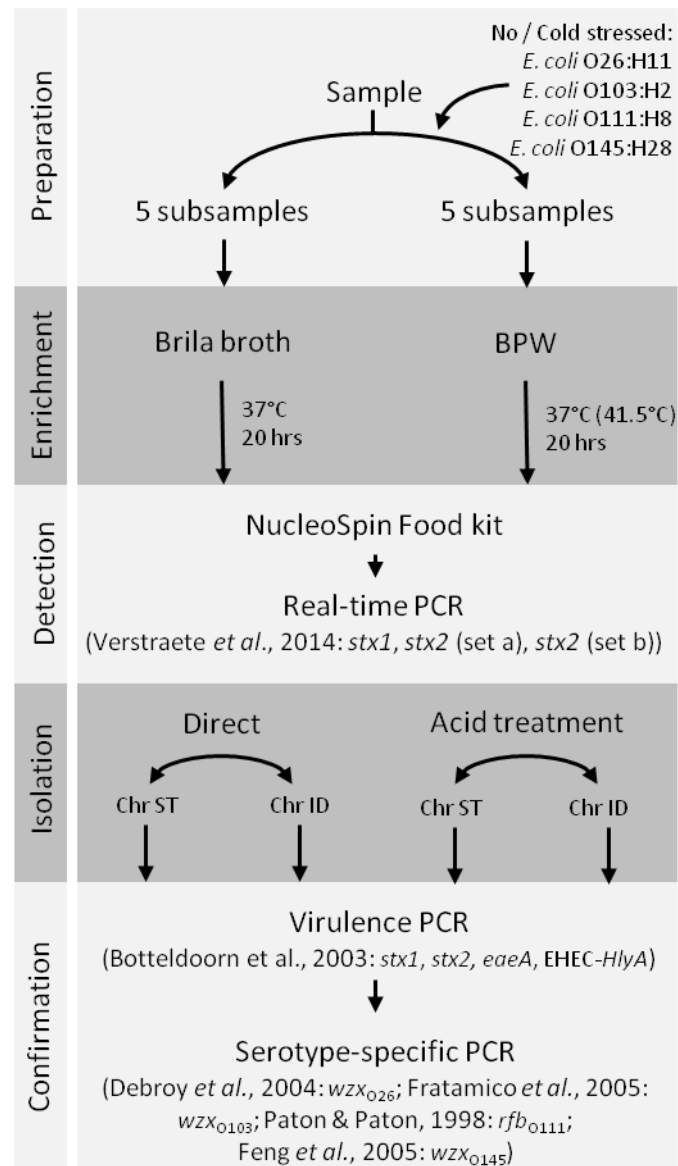 Preparation
No / Cold stressed:
E. coli O26:H11
E. coli O103:H2
E. coli O111:H8
E. coli O145:H28
Sample
5 subsamples
5 subsamples
Enrichment
Brila broth
BPW
37°C
20 hrs
37°C (41.5°C)
20 hrs
Detection
NucleoSpin Food kit
Real-time PCR
(Verstraete et al., 2014: stx1, stx2 (set a), stx2 (set b))
Isolation
Direct
Acid treatment
Chr ST
Chr ID
Chr ST
Chr ID
Confirmation
Virulence PCR
(Botteldoorn et al., 2003: stx1, stx2, eaeA, EHEC-HlyA)
Serotype-specific PCR
(Debroy et al., 2004: wzxO26; Fratamico et al., 2005:
wzxO103; Paton & Paton, 1998: rfbO111;
Feng et al., 2005: wzxO145)